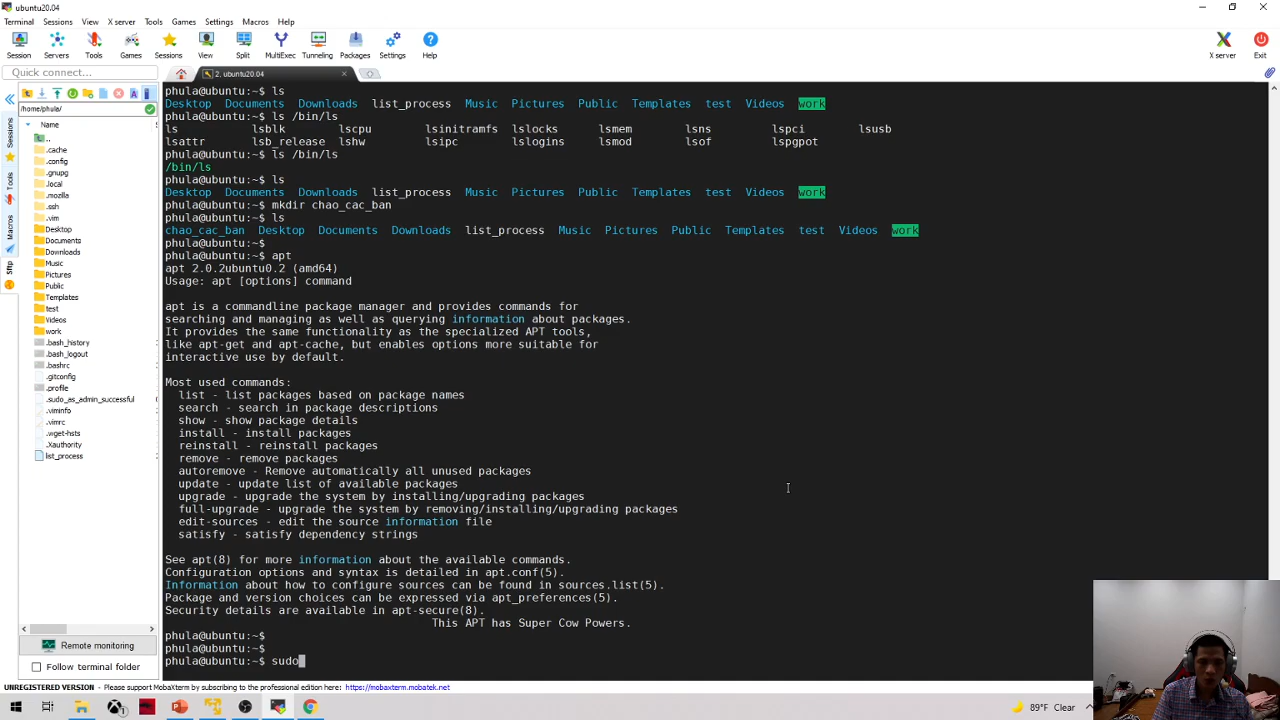 ubuntu20.04
Terminal Sessions View X server Tools Games Settings Macros Help
Session Servers Tools Games Sessions View Split MultiExec Tunneling Packages Settings Help X server Exit
Quick connect...
2. ubuntu20.04
/home/phula/
Name
..
.cache
.config
.gnupg
.local
.mozilla
.ssh
.vim
Desktop
Documents
Downloads
Music
Pictures
Public
Templates
test
Videos
work
.bash_history
.bash_logout
.bashrc
.gitconfig
.profile
.sudo_as_admin_successful
.viminfo
.vimrc
.wget-hsts
.Xauthority
list_process
Sessions
Tools
Macros
Sftp
Remote monitoring
Follow terminal folder
phula@ubuntu:~$ ls
Desktop Documents Downloads list_process Music Pictures Public Templates test Videos work
phula@ubuntu:~$ ls /bin/ls
ls lsblk lscpu lsinitramfs lslocks lsmem lsns lspci lsusb
lsattr lsb_release lshw lsipc lslogins lsmod lsof lspgpot
phula@ubuntu:~$ ls /bin/ls
/bin/ls
phula@ubuntu:~$ ls
Desktop Documents Downloads list_process Music Pictures Public Templates test Videos work
phula@ubuntu:~$ mkdir chao_cac_ban
phula@ubuntu:~$ ls
chao_cac_ban Desktop Documents Downloads list_process Music Pictures Public Templates test Videos work
phula@ubuntu:~$
phula@ubuntu:~$ apt
apt 2.0.2ubuntu0.2 (amd64)
Usage: apt [options] command
apt is a commandline package manager and provides commands for
searching and managing as well as querying information about packages.
It provides the same functionality as the specialized APT tools,
like apt-get and apt-cache, but enables options more suitable for
interactive use by default.
Most used commands:
list - list packages based on package names
search - search in package descriptions
show - show package details
install - install packages
reinstall - reinstall packages
remove - remove packages
autoremove - Remove automatically all unused packages
update - update list of available packages
upgrade - upgrade the system by installing/upgrading packages
full-upgrade - upgrade the system by removing/installing/upgrading packages
edit-sources - edit the source information file
satisfy - satisfy dependency strings
See apt(8) for more information about the available commands.
Configuration options and syntax is detailed in apt.conf(5).
Information about how to configure sources can be found in sources.list(5).
Package and version choices can be expressed via apt_preferences(5).
Security details are available in apt-secure(8).
This APT has Super Cow Powers.
phula@ubuntu:~$
phula@ubuntu:~$
phula@ubuntu:~$ sudo
UNREGISTERED VERSION - Please support MobaXterm by subscribing to the professional edition here: https://mobaxterm.mobatek.net
89°F Clear